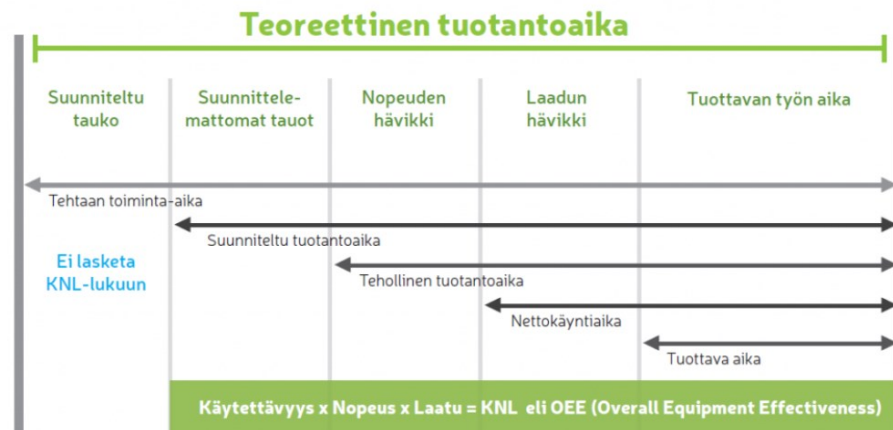 Teoreettinen tuotantoaika
Suunniteltu
tauko
Suunnittele-
mattomat tauot
Nopeuden
hävikki
Laadun
hävikki
Tuottavan työn aika
Tehtaan toiminta-aika
Suunniteltu tuotantoaika
Ei lasketa
KNL-lukuun
Tehollinen tuotantoaika
Nettokäyntiaika
Tuottava aika
Käytettävyys x Nopeus x Laatu = KNL eli OEE (Overall Equipment Effectiveness)